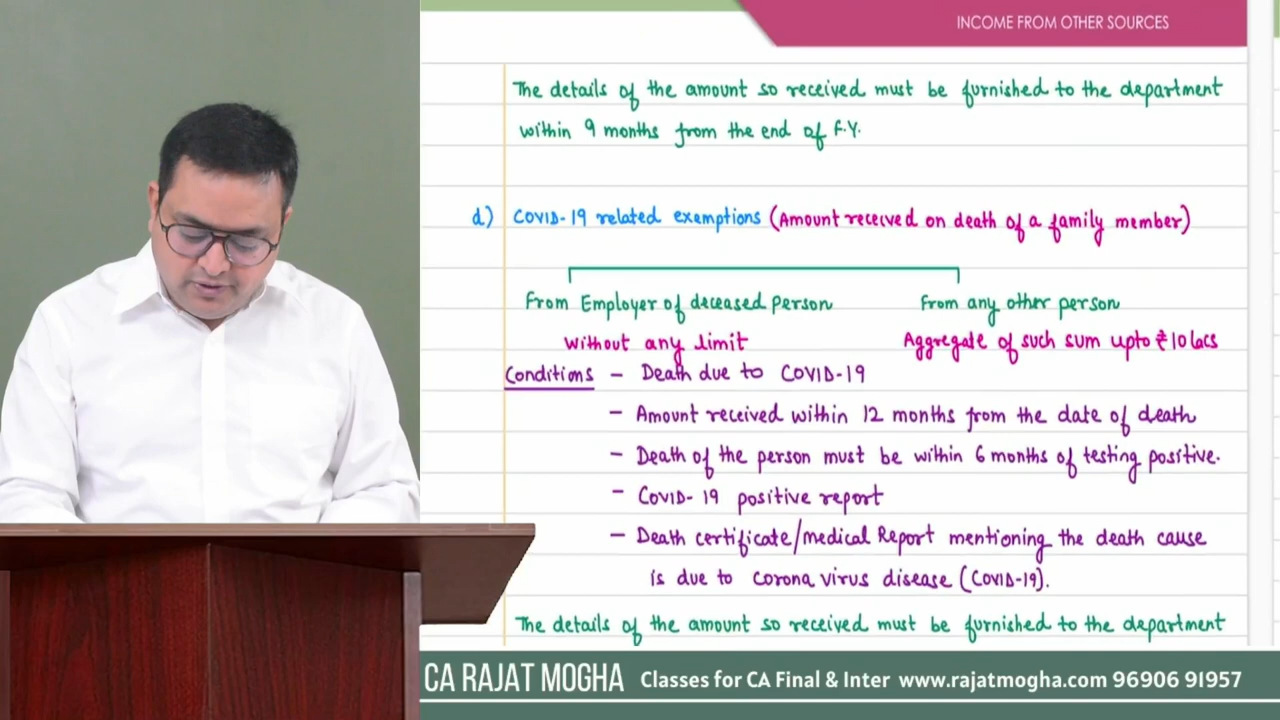 INCOME FROM OTHER SOURCES
The details of the amount so received must be furnished to the department
within 9 months from the end of F.Y.
d) COVID-19 related exemptions (Amount received on death of a family member)
From Employer of deceased person From any other person
Without any limit Aggregate of such sum upto ₹10 lacs
Conditions - Death due to COVID-19
- Amount received within 12 months from the date of death
- Death of the person must be within 6 months of testing positive.
- COVID-19 positive report
- Death certificate/medical Report mentioning the death cause
is due to corona virus disease (COVID-19).
The details of the amount so received must be furnished to the department
CA RAJAT MOGHA Classes for CA Final & Inter www.rajatmogha.com 96906 91957